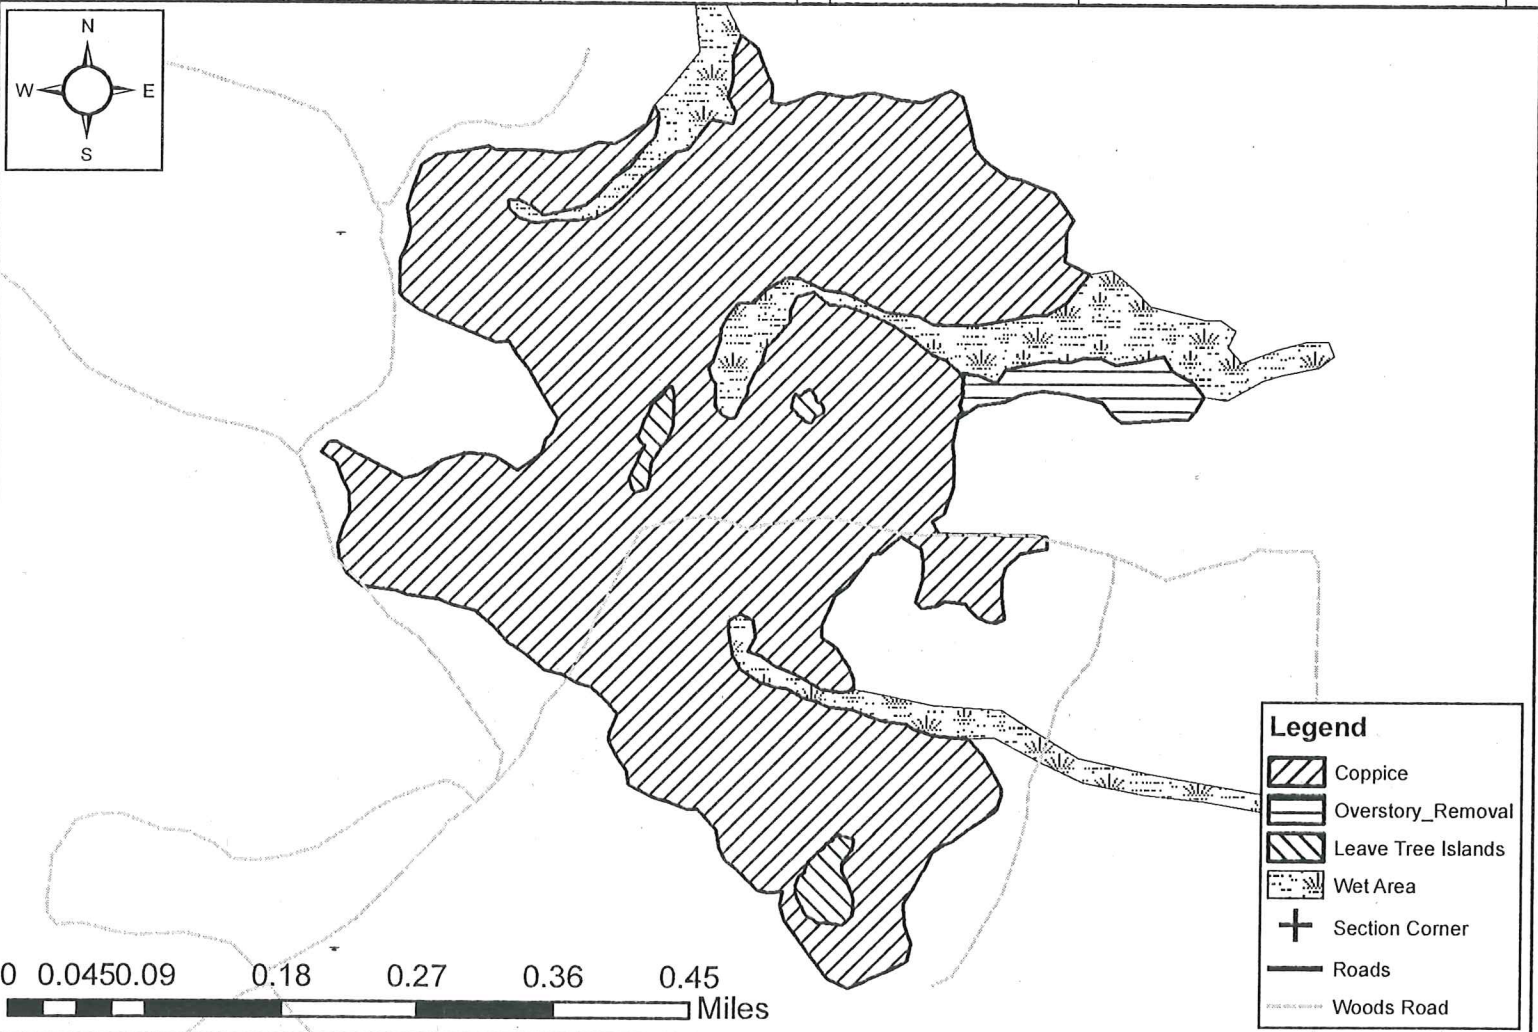 N
W E
S
Legend
Coppice
Overstory_Removal
Leave Tree Islands
Wet Area
Section Corner
Roads
Woods Road
0 0.0450.09 0.18 0.27 0.36 0.45
Miles